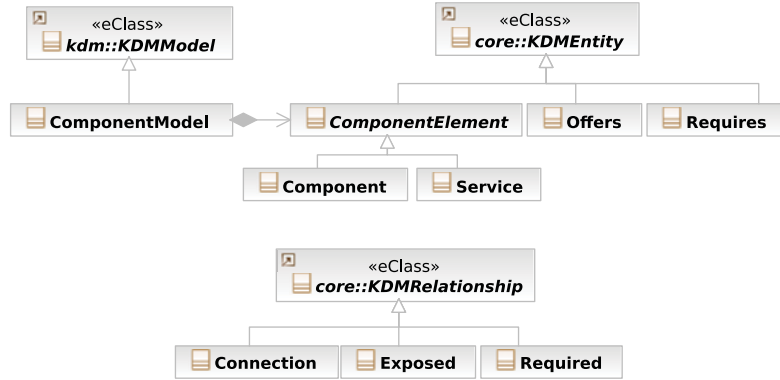 «eClass»
kdm::KDMModel
«eClass»
core::KDMEntity
ComponentModel
ComponentElement
Offers
Requires
Component
Service
«eClass»
core::KDMRelationship
Connection
Exposed
Required